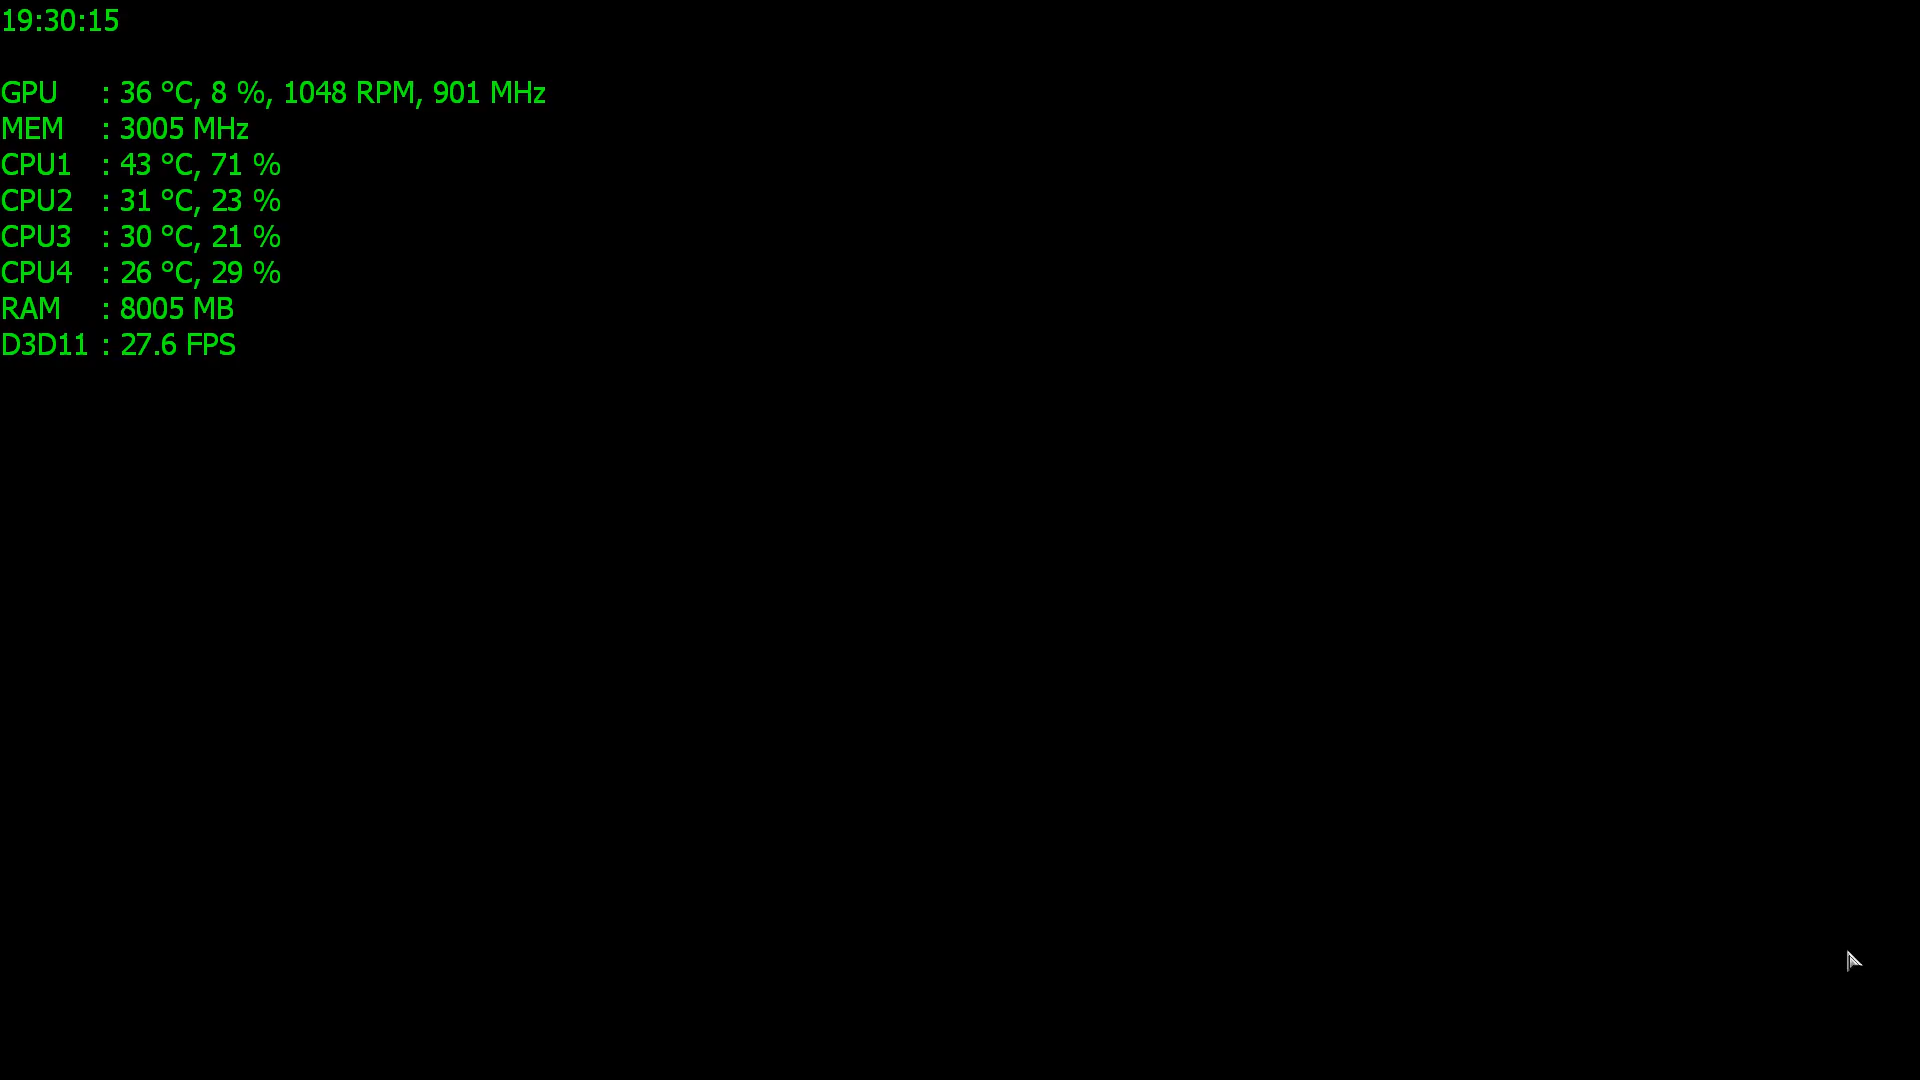 19:30:15
GPU : 36 °C, 8 %, 1048 RPM, 901 MHz
MEM : 3005 MHz
CPU1 : 43 °C, 71 %
CPU2 : 31 °C, 23 %
CPU3 : 30 °C, 21 %
CPU4 : 26 °C, 29 %
RAM : 8005 MB
D3D11 : 27.6 FPS